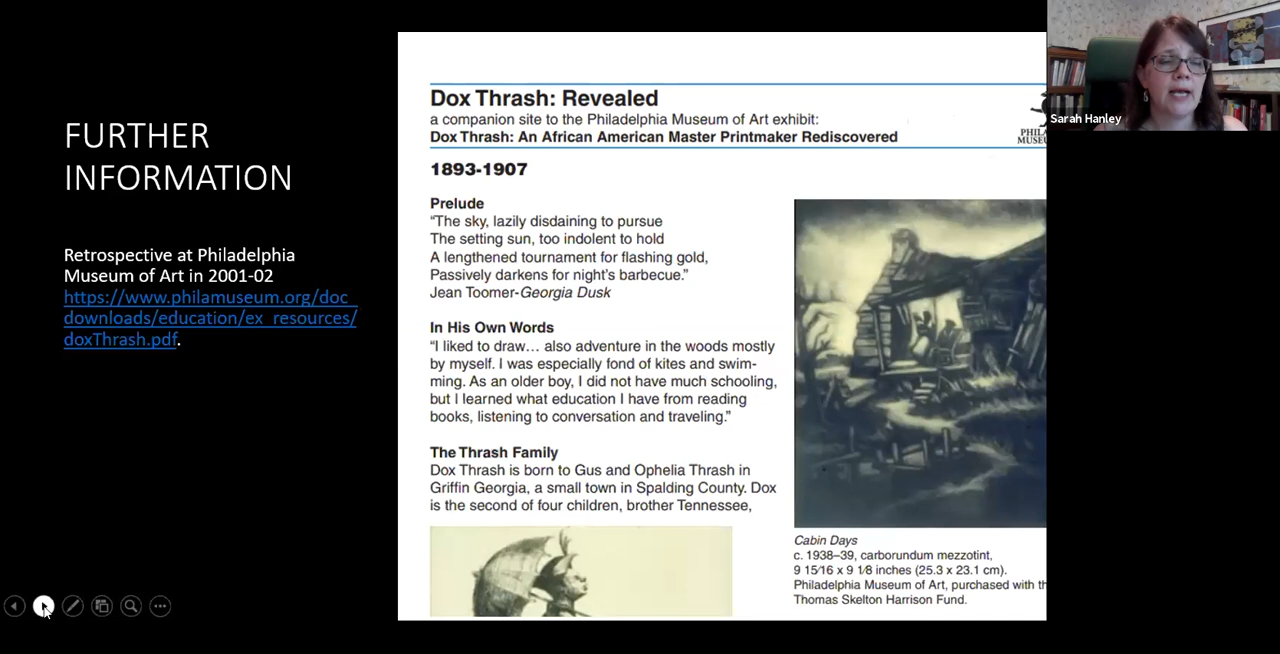 FURTHER
INFORMATION
Retrospective at Philadelphia
Museum of Art in 2001-02
https://www.philamuseum.org/doc_
downloads/education/ex_resources/
doxThrash.pdf.
Dox Thrash: Revealed
a companion site to the Philadelphia Museum of Art exhibit:
Dox Thrash: An African American Master Printmaker Rediscovered
PHILA
MUSEU
1893-1907
Prelude
“The sky, lazily disdaining to pursue
The setting sun, too indolent to hold
A lengthened tournament for flashing gold,
Passively darkens for night’s barbecue.”
Jean Toomer-Georgia Dusk
In His Own Words
“I liked to draw… also adventure in the woods mostly
by myself. I was especially fond of kites and swim-
ming. As an older boy, I did not have much schooling,
but I learned what education I have from reading
books, listening to conversation and traveling.”
The Thrash Family
Dox Thrash is born to Gus and Ophelia Thrash in
Griffin Georgia, a small town in Spalding County. Dox
is the second of four children, brother Tennessee,
Cabin Days
c. 1938–39, carborundum mezzotint,
9 15⁄16 x 9 1⁄8 inches (25.3 x 23.1 cm).
Philadelphia Museum of Art, purchased with th
Thomas Skelton Harrison Fund.
Sarah Hanley